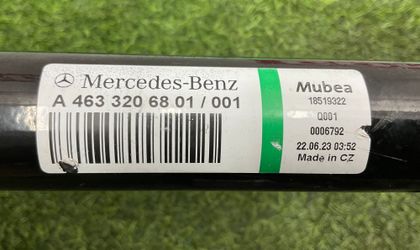 Mercedes-Benz
A 463 320 68 01 / 001
Mubea
18519322
Q001
0006792
22.06.23 03:52
Made in CZ